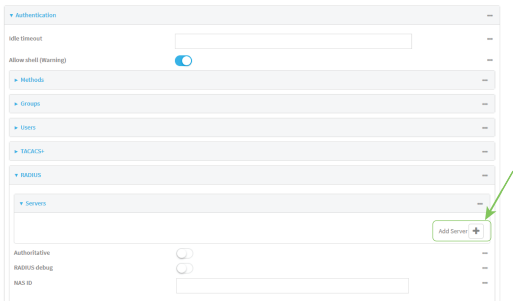 Authentication
Idle timeout
Allow shell (Warning)
Methods
Groups
Users
TACACS+
RADIUS
Servers
Add Server
Authoritative
RADIUS debug
NAS ID